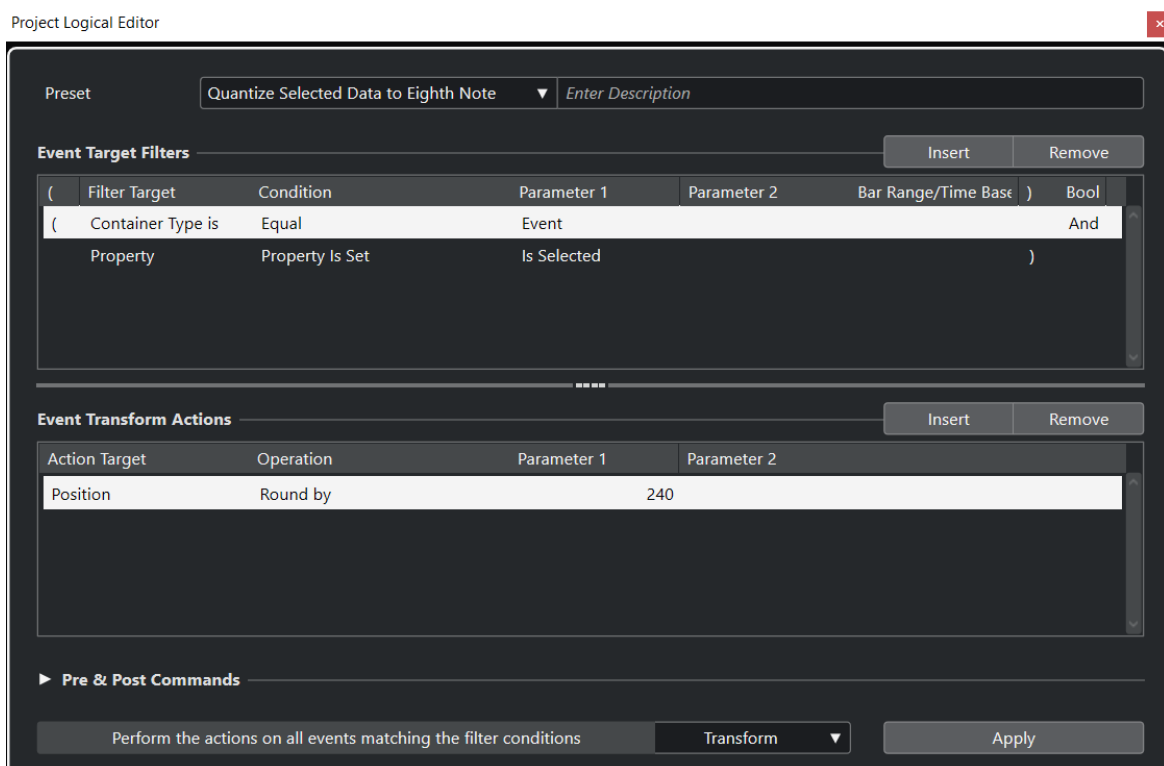 Project Logical Editor
Preset Quantize Selected Data to Eighth Note Enter Description
Event Target Filters Insert Remove
( Filter Target Condition Parameter 1 Parameter 2 Bar Range/Time Base ) Bool
( Container Type is Equal Event And
Property Property Is Set Is Selected )
Event Transform Actions Insert Remove
Action Target Operation Parameter 1 Parameter 2
Position Round by 240
Pre & Post Commands
Perform the actions on all events matching the filter conditions Transform Apply